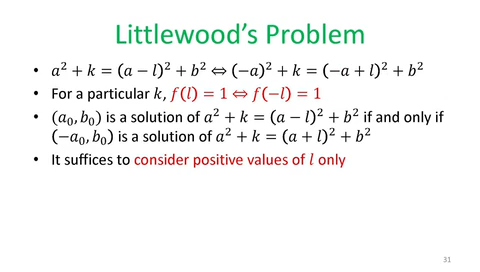 Littlewood's Problem
• 𝑎² + 𝑘 = (𝑎 − 𝑙)² + 𝑏² ⇔ (−𝑎)² + 𝑘 = (−𝑎 + 𝑙)² + 𝑏²
• For a particular 𝑘, 𝑓(𝑙) = 1 ⇔ 𝑓(−𝑙) = 1
• (𝑎₀, 𝑏₀) is a solution of 𝑎² + 𝑘 = (𝑎 − 𝑙)² + 𝑏² if and only if
(−𝑎₀, 𝑏₀) is a solution of 𝑎² + 𝑘 = (𝑎 + 𝑙)² + 𝑏²
• It suffices to consider positive values of 𝑙 only
31